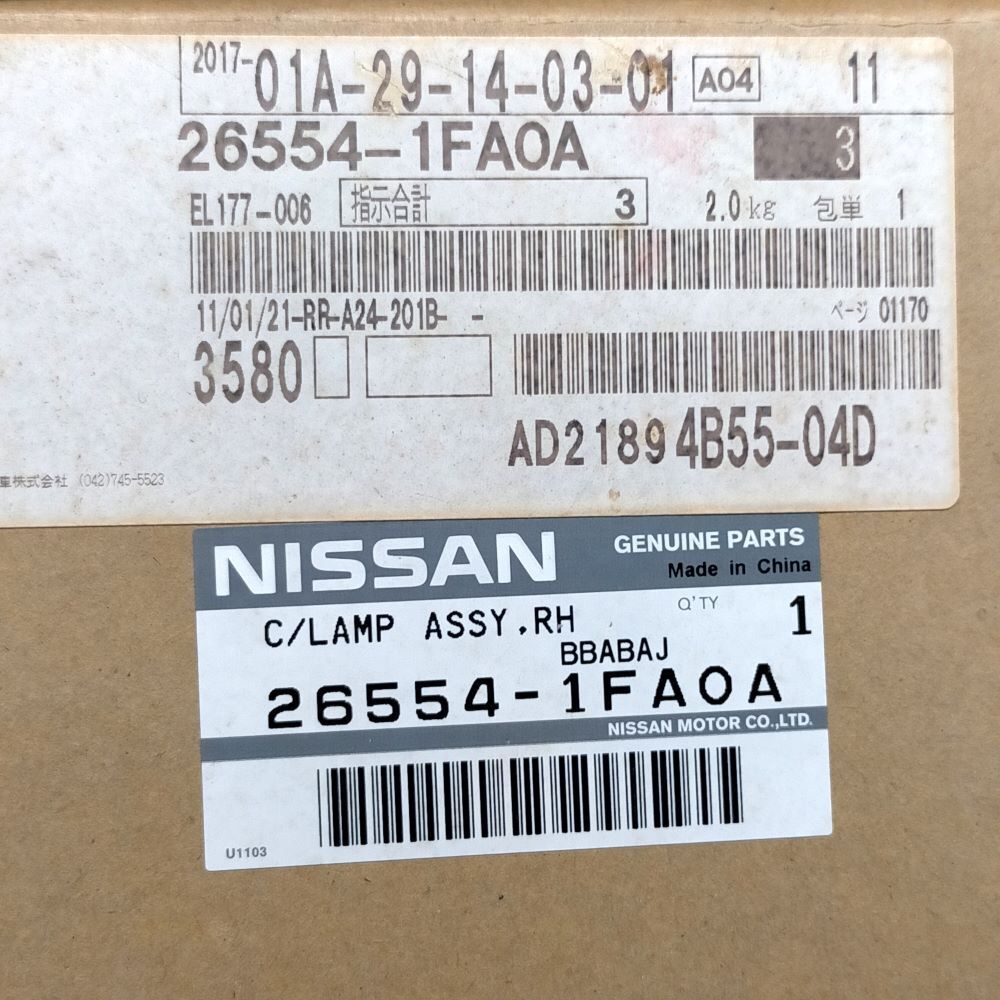 2017-01A-29-14-03-01 A04 11
26554-1FA0A 3
EL177-006 指示合計 3 2.0kg 包単 1
11/01/21-RR-A24-201B- - ページ 01170
3580
AD21894B55-04D
車株式会社 (042)745-5523
NISSAN GENUINE PARTS
Made in China
C/LAMP ASSY,RH Q'TY 1
BBABAJ
26554-1FA0A
NISSAN MOTOR CO.,LTD.
U1103